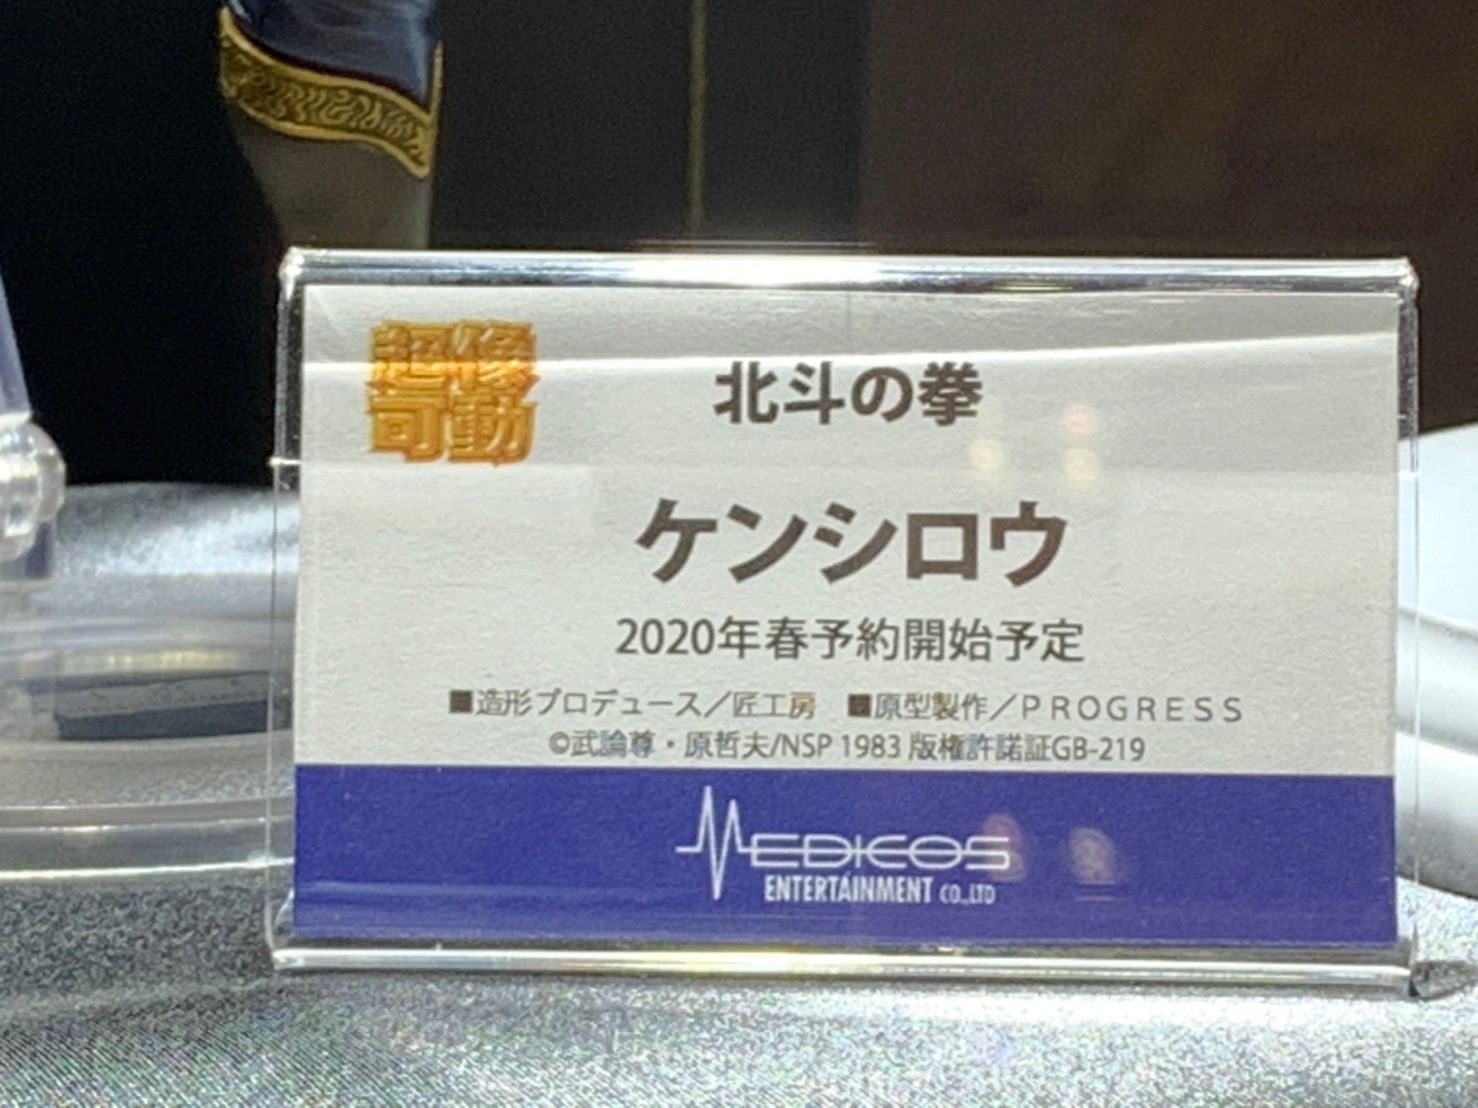 超像
可動
北斗の拳
ケンシロウ
2020年春予約開始予定
■造形プロデュース／匠工房　■原型製作／ＰＲＯＧＲＥＳＳ
©武論尊・原哲夫/NSP 1983 版権許諾証GB-219
MEDICOS
ENTERTAINMENT CO.,LTD